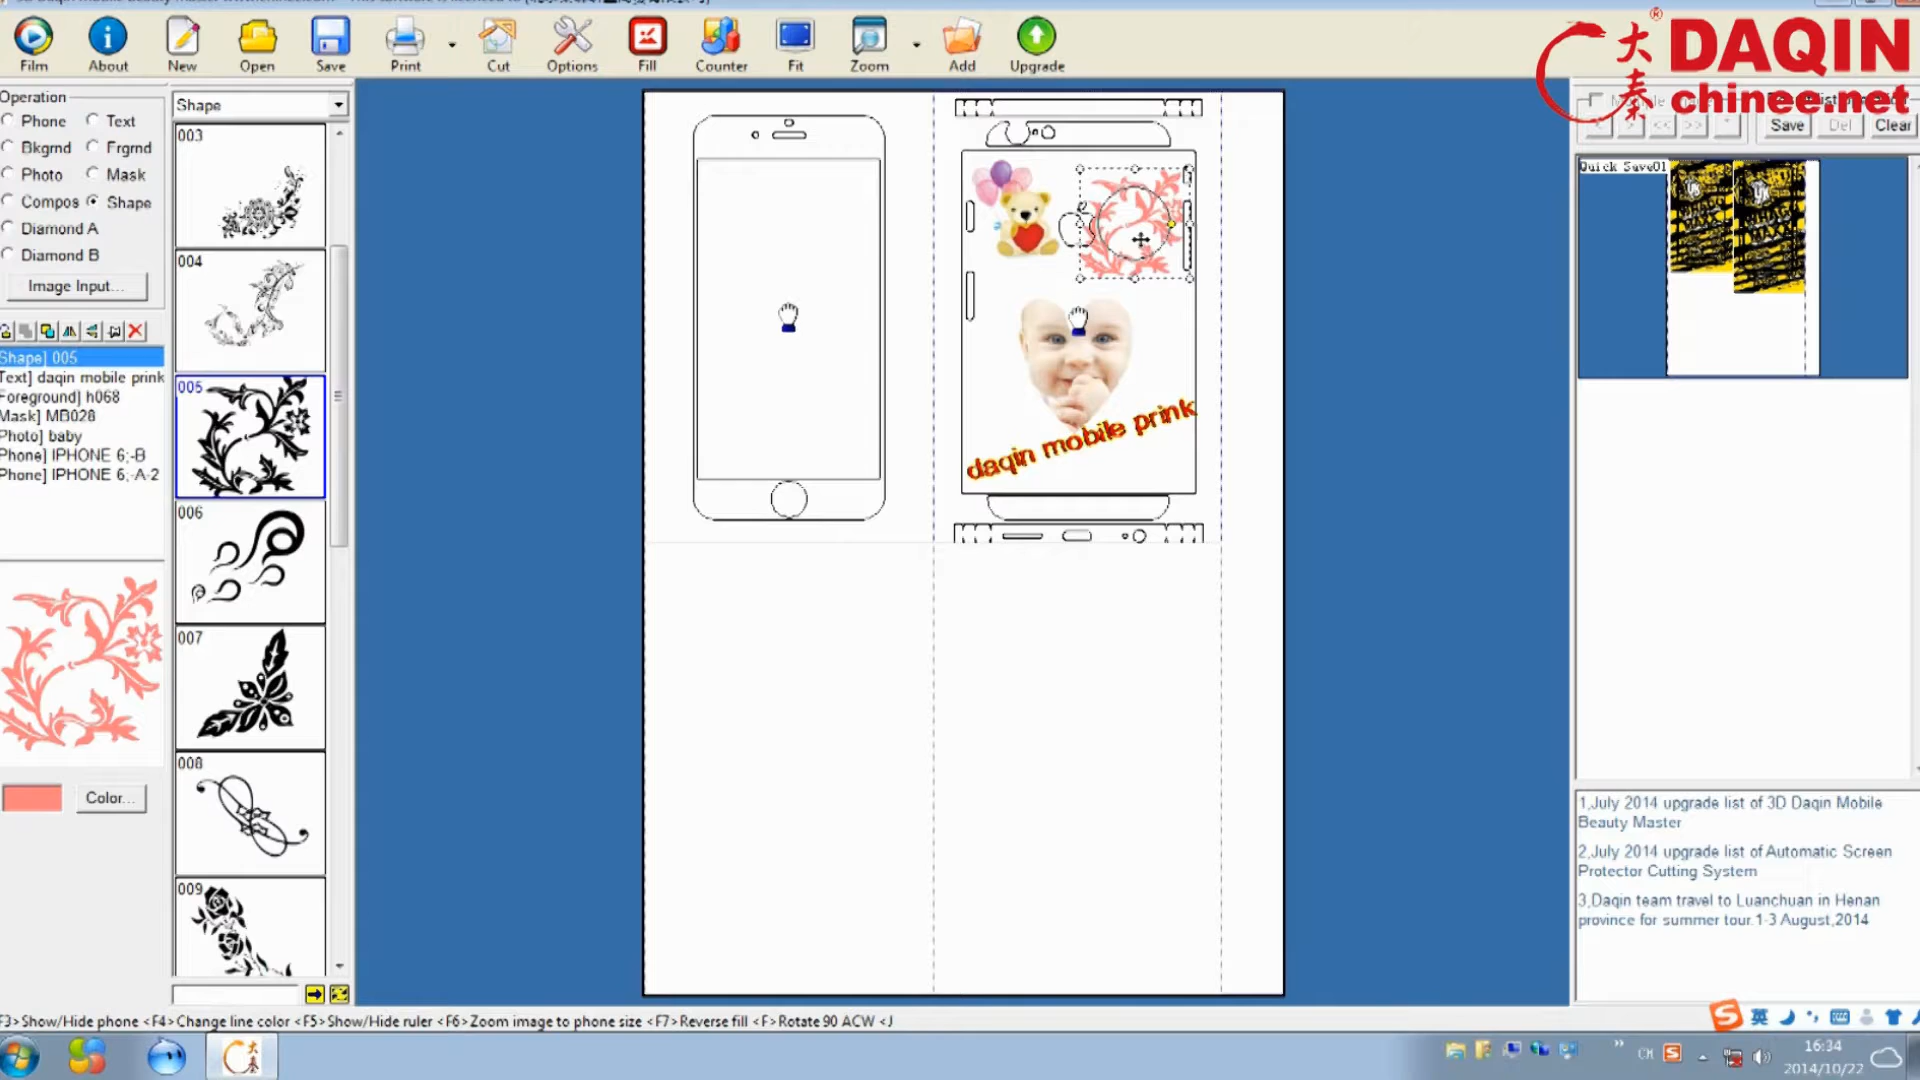 Film
About
New
Open
Save
Print
Cut
Options
Fill
Counter
Fit
Zoom
Add
Upgrade
大秦
®
DAQIN
chinee.net
Operation
Phone
Text
Bkgrnd
Frgrnd
Photo
Mask
Compos
Shape
Diamond A
Diamond B
Image Input...
Shape] 005
Text] daqin mobile prink
Foreground] h068
Mask] MB028
Photo] baby
Phone] IPHONE 6;-B
Phone] IPHONE 6;-A-2
Color...
Shape
003
004
005
006
007
008
009
daqin mobile prink
<
>
<<
>>
*
Save
Del
Clear
Quick Save01
1,July 2014 upgrade list of 3D Daqin Mobile
Beauty Master
2,July 2014 upgrade list of Automatic Screen
Protector Cutting System
3,Daqin team travel to Luanchuan in Henan
province for summer tour.1-3 August,2014
F3>Show/Hide phone <F4>Change line color <F5>Show/Hide ruler <F6>Zoom image to phone size <F7>Reverse fill <F>Rotate 90 ACW <J
英
大秦
CH
16:34
2014/10/22